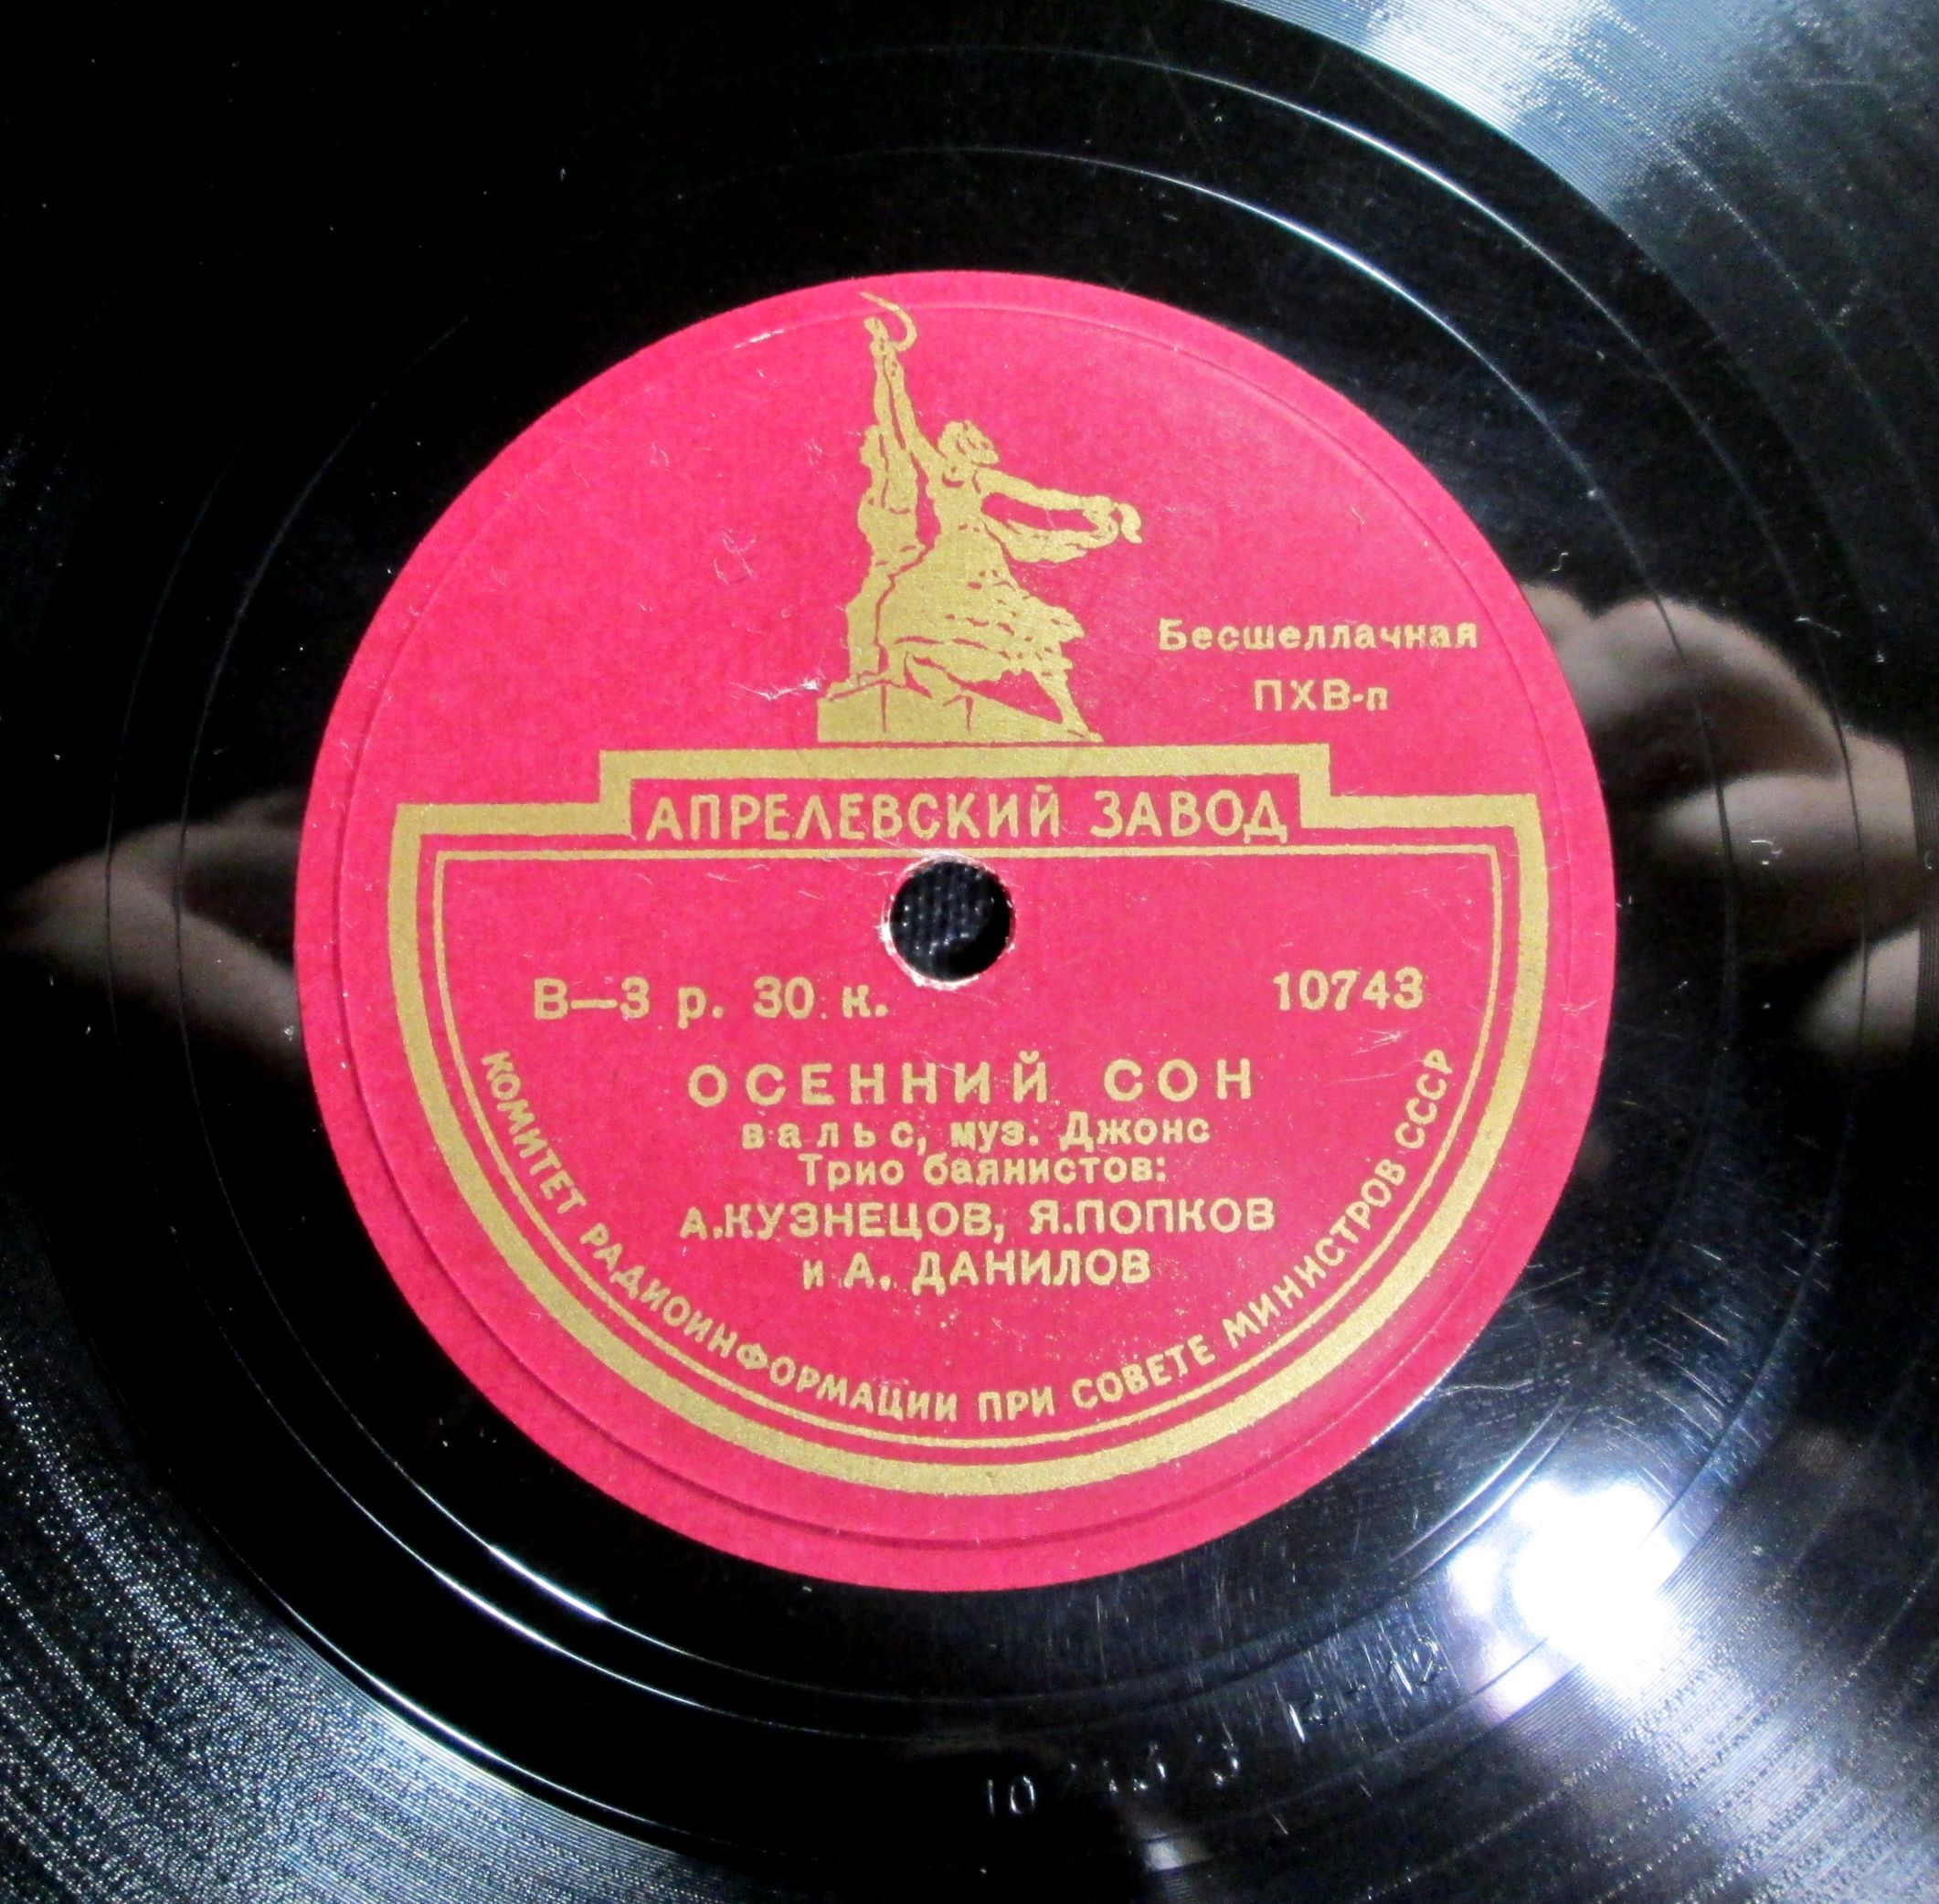 Бесшеллачная
ПХВ-п
АПРЕЛЕВСКИЙ ЗАВОД
В—3 р. 30 к.
10743
ОСЕННИЙ СОН
вальс, муз. Джонс
Трио баянистов:
А.КУЗНЕЦОВ, Я.ПОПКОВ
и А. ДАНИЛОВ
КОМИТЕТ РАДИОИНФОРМАЦИИ ПРИ СОВЕТЕ МИНИСТРОВ СССР